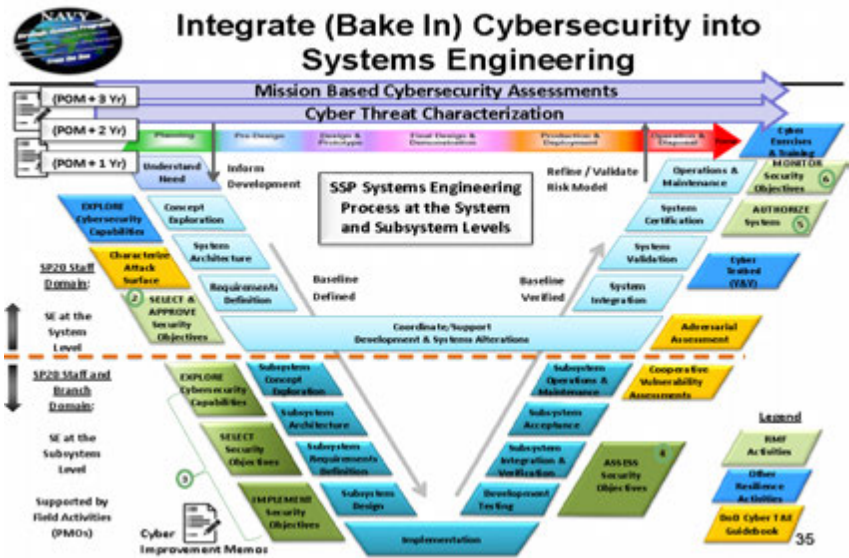 NAVY
Strategic Systems Programs
Integrate (Bake In) Cybersecurity into
Systems Engineering
Mission Based Cybersecurity Assessments
Cyber Threat Characterization
(POM + 3 Yr)
(POM + 2 Yr)
(POM + 1 Yr)
Planning
Pre Design
Design &
Prototype
Final Design &
Demonstration
Production &
Deployment
Operation &
Disposal
Cyber
Exercises
& Training
Understand
Need
Inform
Development
SSP Systems Engineering
Process at the System
and Subsystem Levels
Refine / Validate
Risk Model
Operations &
Maintenance
MONITOR
Security
Objectives
6
EXPLORE
Cybersecurity
Capabilities
Concept
Exploration
System
Certification
AUTHORIZE
System
5
Characterize
Attack
Surface
System
Architecture
System
Validation
SP20 Staff
Domain:
SE at the
System
Level
2
SELECT &
APPROVE
Security
Objectives
Requirements
Definition
Baseline
Defined
Baseline
Verified
System
Integration
Cyber
Testbed
(V&V)
Coordinate/Support
Development & Systems Alterations
Adversarial
Assessment
SP20 Staff and
Branch
Domain:
SE at the
Subsystem
Level
Supported by
Field Activities
(PMOs)
EXPLORE
Cybersecurity
Capabilities
Subsystem
Concept
Exploration
Subsystem
Operations &
Maintenance
Cooperative
Vulnerability
Assessments
SELECT
Security
Objectives
Subsystem
Architecture
Subsystem
Acceptance
3
Subsystem
Requirements
Definition
Subsystem
Integration &
Verification
ASSESS
Security
Objectives
4
IMPLEMENT
Security
Objectives
Subsystem
Design
Development
Testing
Implementation
Cyber
Improvement Memos
Legend
RMF
Activities
Other
Resilience
Activities
DoD Cyber T&E
Guidebook
35